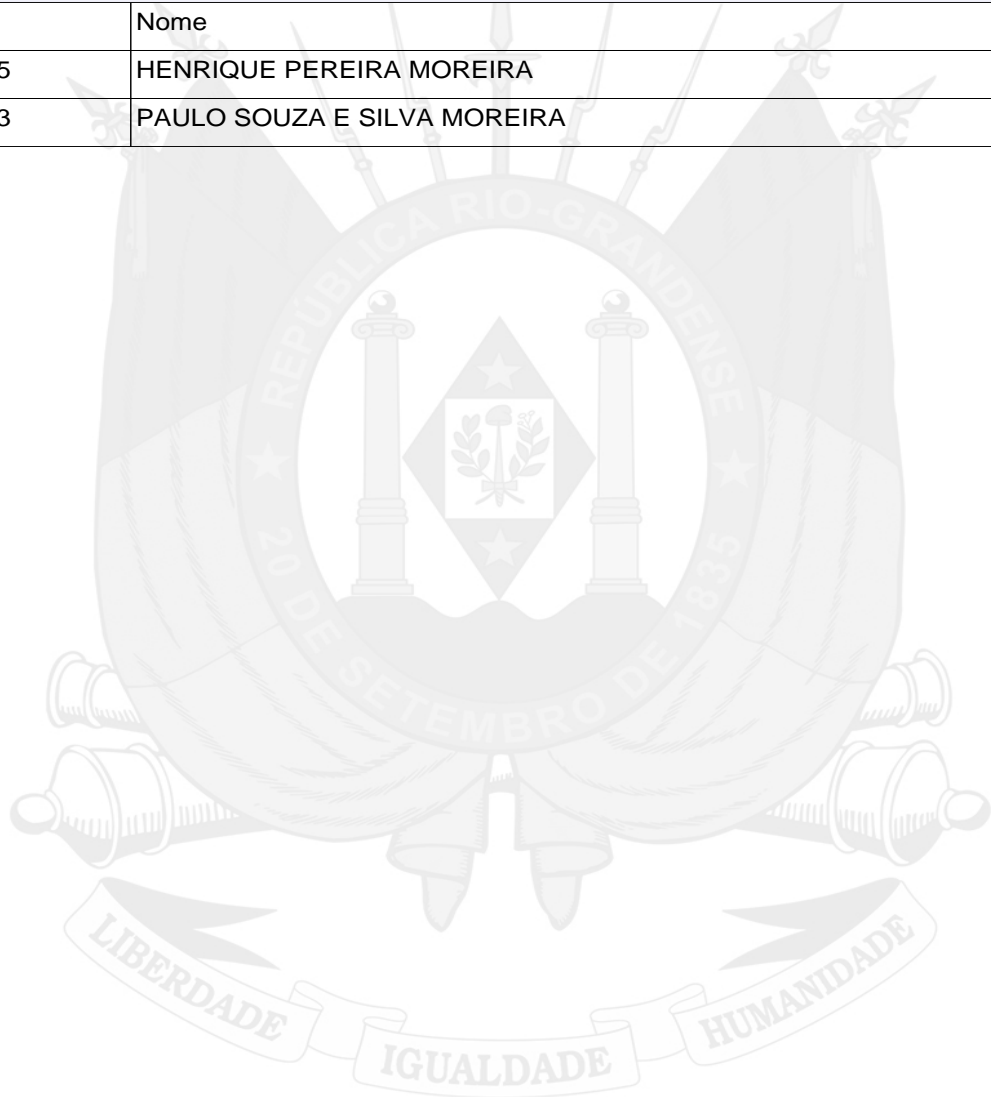 Nome
5 HENRIQUE PEREIRA MOREIRA
3 PAULO SOUZA E SILVA MOREIRA
REPÚBLICA RIO-GRANDENSE
20 DE SETEMBRO DE 1835
LIBERDADE
IGUALDADE
HUMANIDADE